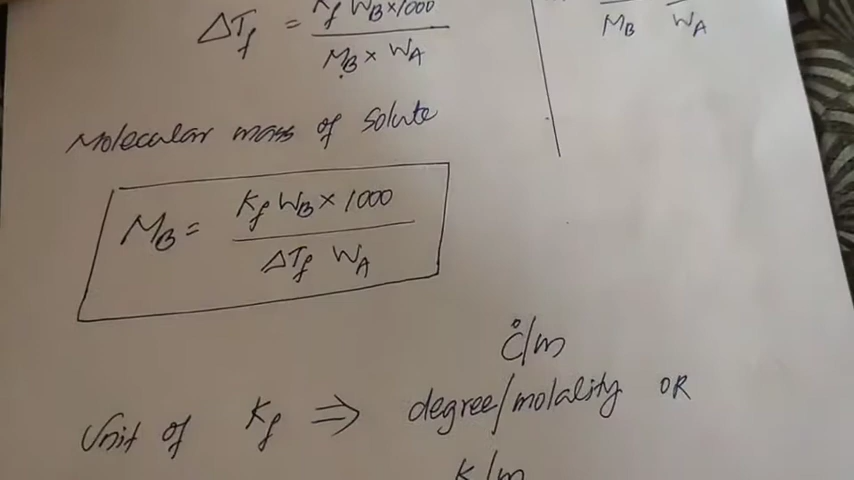 ΔTf = Kf WB×1000 / MB × WA
MB WA
Molecular mass of Solute
MB = Kf WB × 1000 / ΔTf WA
°C/m
Unit of Kf ⇒ degree/molality OR
K/m